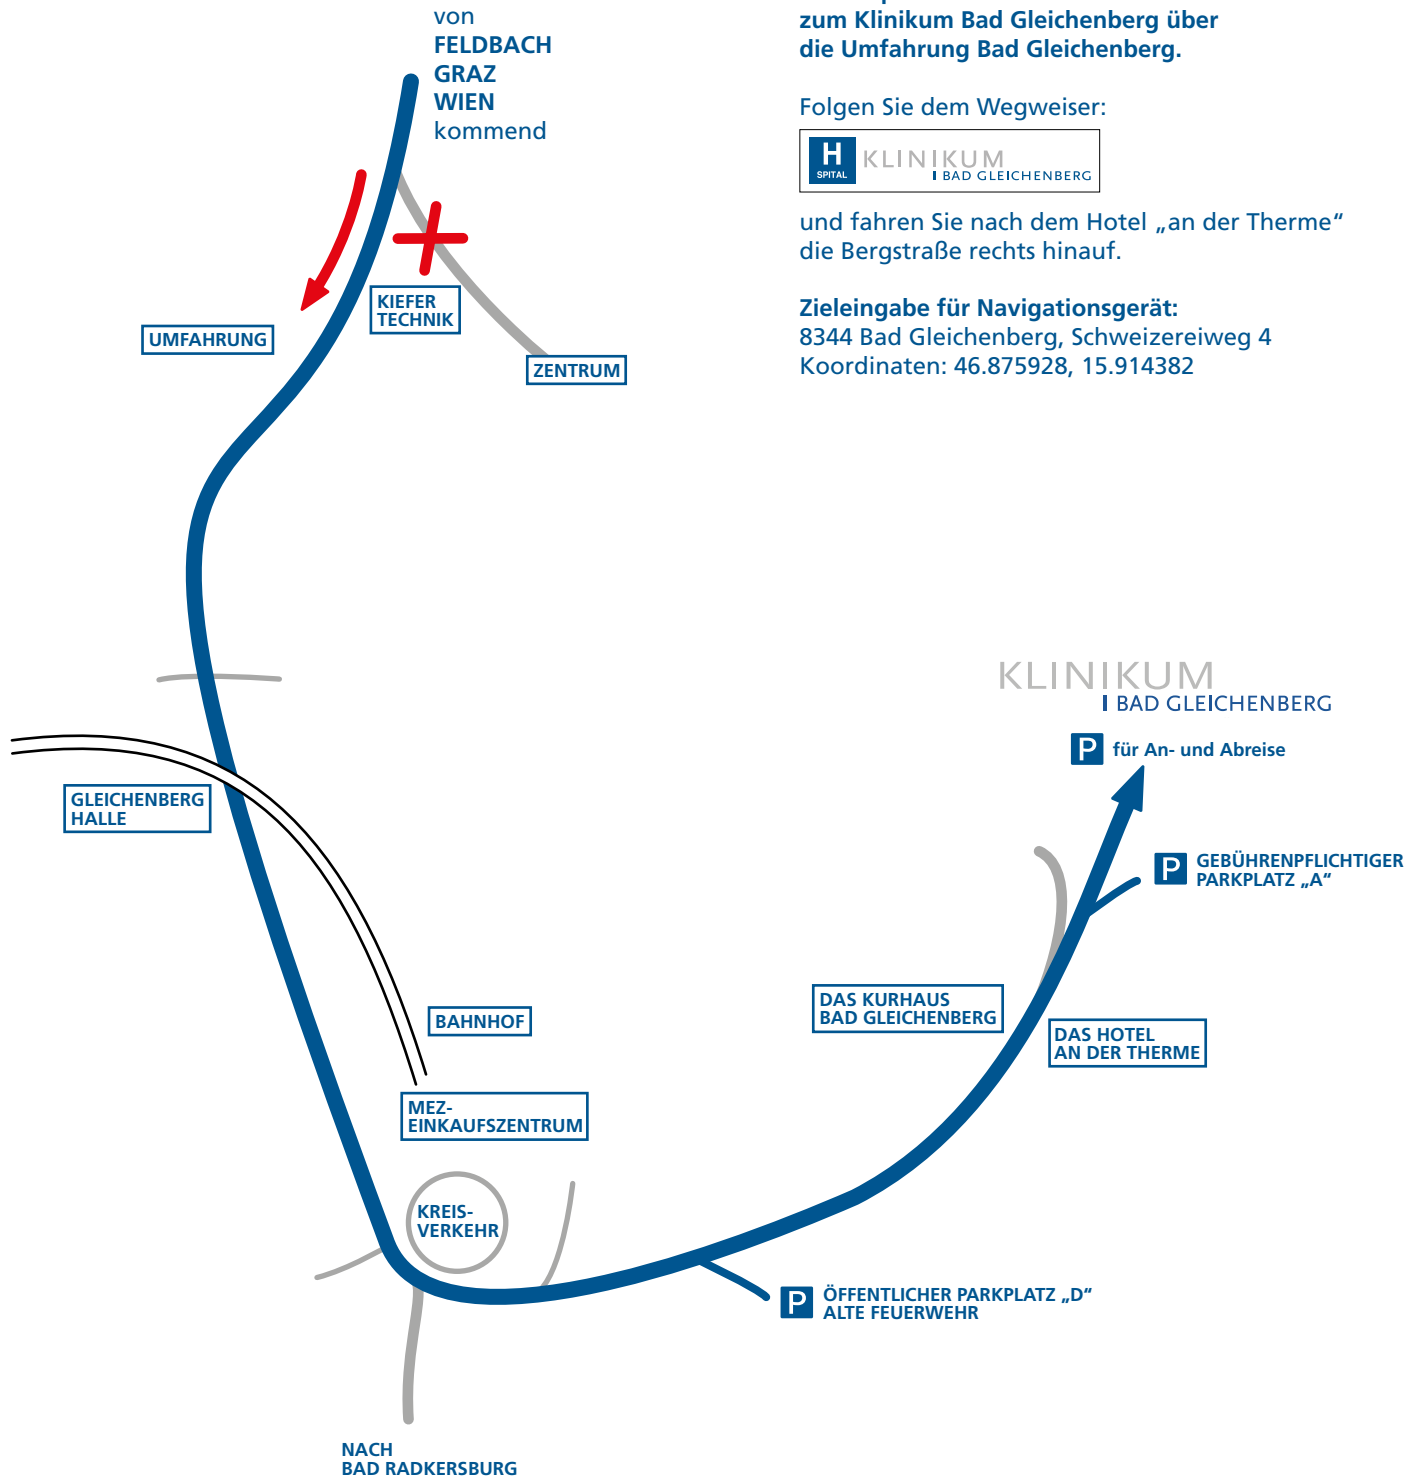 von
FELDBACH
GRAZ
WIEN
kommend
zum Klinikum Bad Gleichenberg über
die Umfahrung Bad Gleichenberg.
Folgen Sie dem Wegweiser:
H
SPITAL
KLINIKUM
BAD GLEICHENBERG
und fahren Sie nach dem Hotel „an der Therme“
die Bergstraße rechts hinauf.
Zieleingabe für Navigationsgerät:
8344 Bad Gleichenberg, Schweizereiweg 4
Koordinaten: 46.875928, 15.914382
KIEFER
TECHNIK
UMFAHRUNG
ZENTRUM
KLINIKUM
BAD GLEICHENBERG
P für An- und Abreise
GLEICHENBERG
HALLE
P GEBÜHRENPFLICHTIGER
PARKPLATZ „A“
DAS KURHAUS
BAD GLEICHENBERG
BAHNHOF
DAS HOTEL
AN DER THERME
MEZ-
EINKAUFSZENTRUM
KREIS-
VERKEHR
P ÖFFENTLICHER PARKPLATZ „D“
ALTE FEUERWEHR
NACH
BAD RADKERSBURG